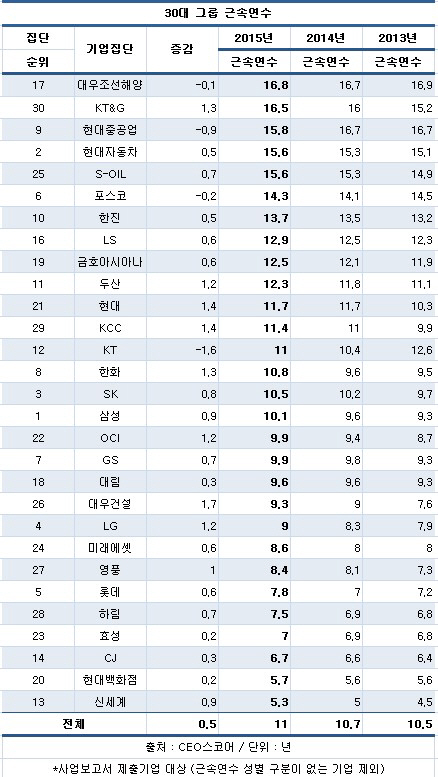 30대 그룹 근속연수
집단 순위 기업집단 증감 2015년 근속연수 2014년 근속연수 2013년 근속연수
17 대우조선해양 -0.1 16.8 16.7 16.9
30 KT&G 1.3 16.5 16 15.2
9 현대중공업 -0.9 15.8 16.7 16.7
2 현대자동차 0.5 15.6 15.3 15.1
25 S-OIL 0.7 15.6 15.3 14.9
6 포스코 -0.2 14.3 14.1 14.5
10 한진 0.5 13.7 13.5 13.2
16 LS 0.6 12.9 12.5 12.3
19 금호아시아나 0.6 12.5 12.1 11.9
11 두산 1.2 12.3 11.8 11.1
21 현대 1.4 11.7 11.7 10.3
29 KCC 1.4 11.4 11 9.9
12 KT -1.6 11 10.4 12.6
8 한화 1.3 10.8 9.6 9.5
3 SK 0.8 10.5 10.2 9.7
1 삼성 0.9 10.1 9.6 9.3
22 OCI 1.2 9.9 9.4 8.7
7 GS 0.7 9.9 9.8 9.3
18 대림 0.3 9.6 9.6 9.3
26 대우건설 1.7 9.3 9 7.6
4 LG 1.2 9 8.3 7.9
24 미래에셋 0.6 8.6 8 8
27 영풍 1 8.4 8.1 7.3
5 롯데 0.6 7.8 7 7.2
28 하림 0.7 7.5 6.9 6.8
23 효성 0.2 7 6.9 6.8
14 CJ 0.3 6.7 6.6 6.4
20 현대백화점 0.2 5.7 5.6 5.6
13 신세계 0.9 5.3 5 4.5
전체 0.5 11 10.7 10.5
출처 : CEO스코어 / 단위 : 년
*사업보고서 제출기업 대상 (근속연수 성별 구분이 없는 기업 제외)